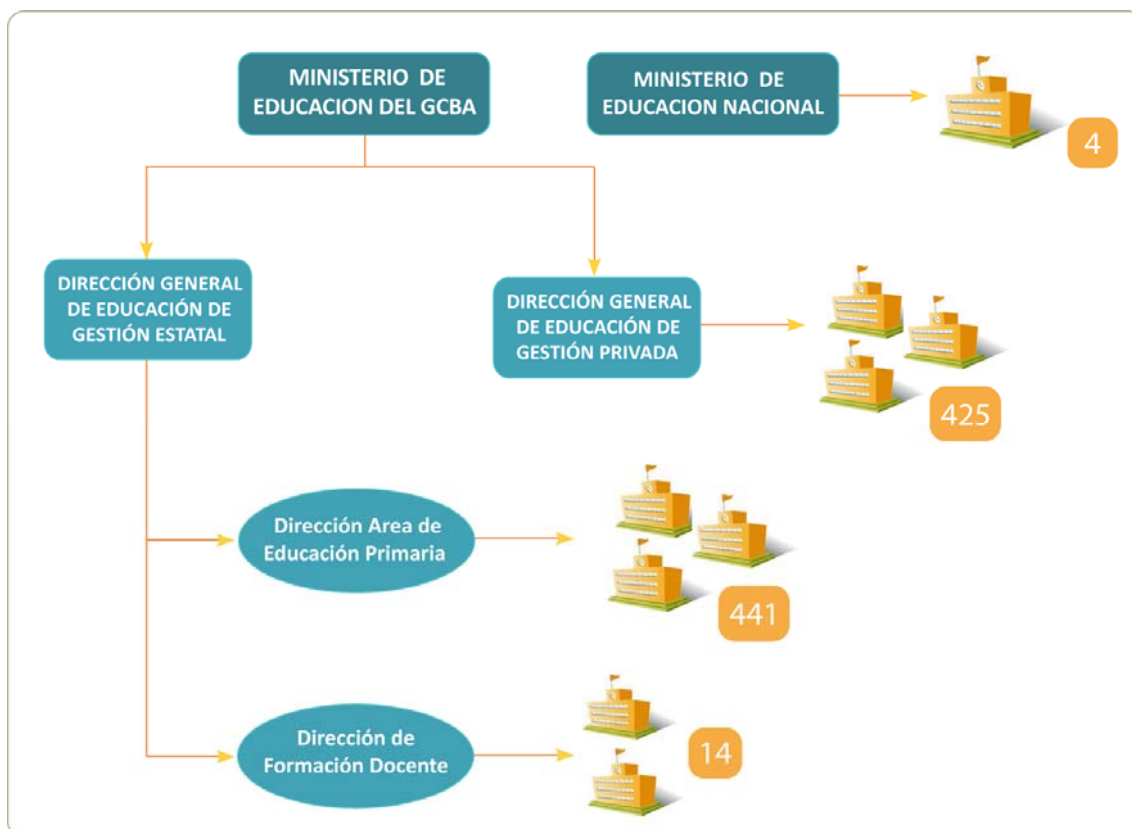 MINISTERIO DE
EDUCACION DEL GCBA
MINISTERIO DE
EDUCACION NACIONAL
4
DIRECCIÓN GENERAL
DE EDUCACIÓN DE
GESTIÓN ESTATAL
DIRECCIÓN GENERAL
DE EDUCACIÓN DE
GESTIÓN PRIVADA
425
Dirección Area de
Educación Primaria
441
Dirección de
Formación Docente
14